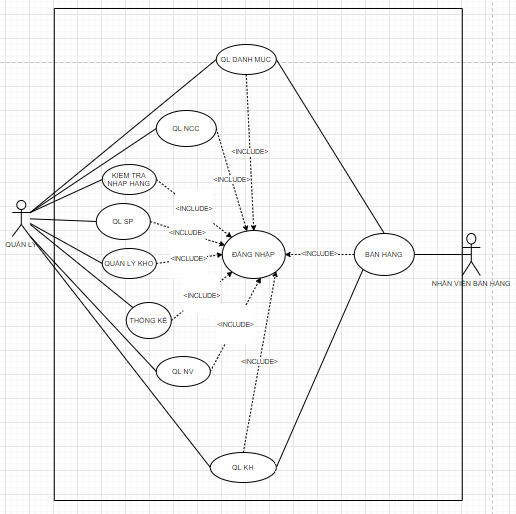 QL DANH MUC
QL NCC
<INCLUDE>
KIEM TRA
NHAP HANG
<INCLUDE>
<INCLUDE>
QL SP
<INCLUDE>
QUẢN LÝ
ĐĂNG NHẬP
BÁN HÀNG
<INCLUDE>
QUẢN LÝ KHO
<INCLUDE>
NHÂN VIÊN BÁN HÀNG
<INCLUDE>
THỐNG KÊ
<INCLUDE>
<INCLUDE>
QL NV
QL KH